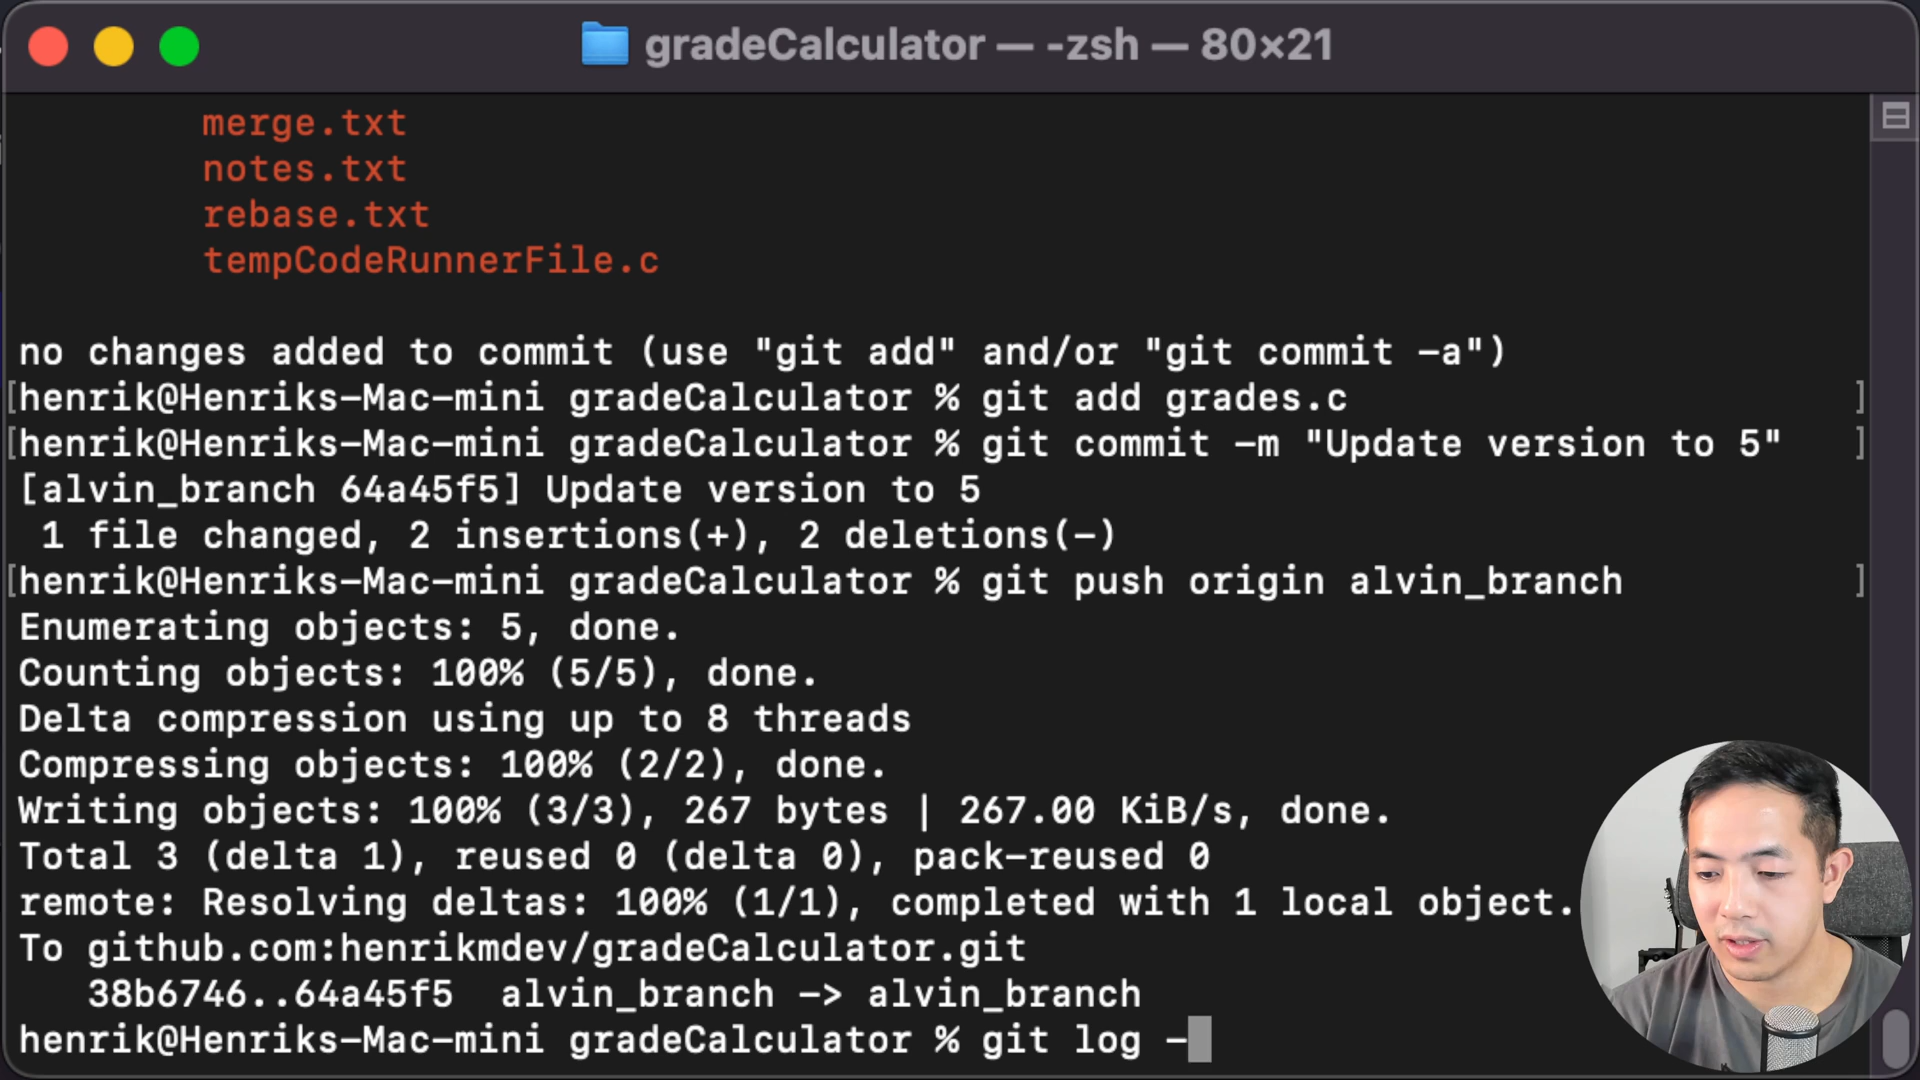 gradeCalculator — -zsh — 80×21
merge.txt
notes.txt
rebase.txt
tempCodeRunnerFile.c
no changes added to commit (use "git add" and/or "git commit -a")
[henrik@Henriks-Mac-mini gradeCalculator % git add grades.c ]
[henrik@Henriks-Mac-mini gradeCalculator % git commit -m "Update version to 5" ]
[alvin_branch 64a45f5] Update version to 5
1 file changed, 2 insertions(+), 2 deletions(-)
[henrik@Henriks-Mac-mini gradeCalculator % git push origin alvin_branch ]
Enumerating objects: 5, done.
Counting objects: 100% (5/5), done.
Delta compression using up to 8 threads
Compressing objects: 100% (2/2), done.
Writing objects: 100% (3/3), 267 bytes | 267.00 KiB/s, done.
Total 3 (delta 1), reused 0 (delta 0), pack-reused 0
remote: Resolving deltas: 100% (1/1), completed with 1 local object.
To github.com:henrikmdev/gradeCalculator.git
38b6746..64a45f5  alvin_branch -> alvin_branch
henrik@Henriks-Mac-mini gradeCalculator % git log -